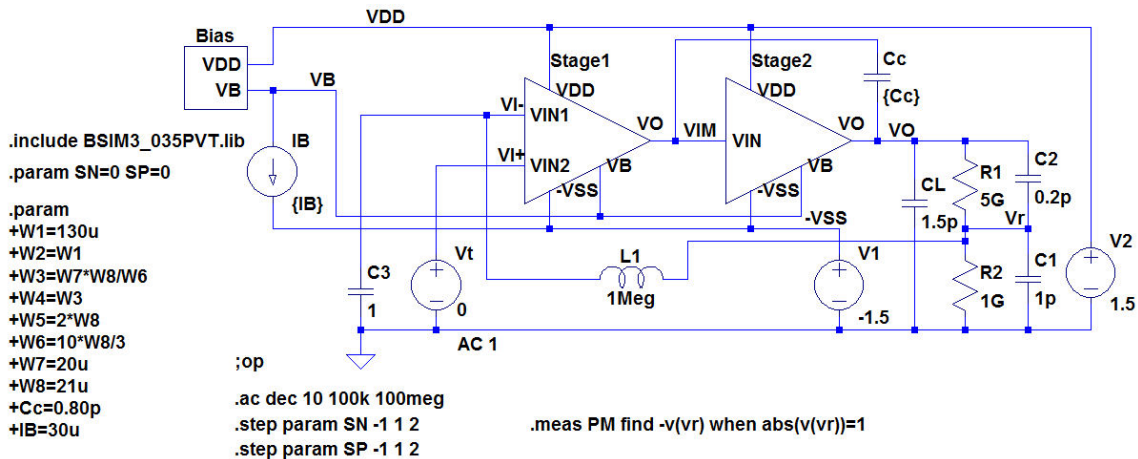 VDD
Bias
VDD
VB
VB
.include BSIM3_035PVT.lib
.param SN=0 SP=0
.param
+W1=130u
+W2=W1
+W3=W7*W8/W6
+W4=W3
+W5=2*W8
+W6=10*W8/3
+W7=20u
+W8=21u
+Cc=0.80p
+IB=30u
IB
{IB}
Stage1
VDD
VI-
VIN1
VI+
VIN2
VO
VB
-VSS
VIM
Stage2
VDD
VIN
VO
VB
-VSS
Cc
{Cc}
VO
-VSS
CL
1.5p
R1
5G
C2
0.2p
Vr
V2
1.5
C3
1
Vt
0
AC 1
L1
1Meg
V1
-1.5
R2
1G
C1
1p
;op
.ac dec 10 100k 100meg
.step param SN -1 1 2
.step param SP -1 1 2
.meas PM find -v(vr) when abs(v(vr))=1